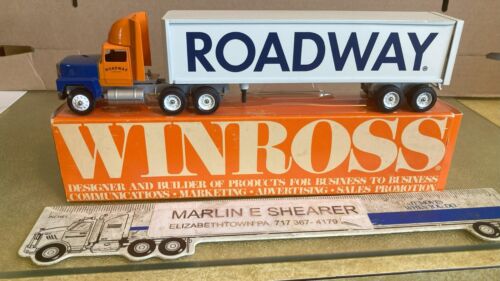 ROADWAY®
ROADWAY
WINROSS®
DESIGNER AND BUILDER OF PRODUCTS FOR BUSINESS TO BUSINESS
COMMUNICATIONS • MARKETING • ADVERTISING • SALES PROMOTION
MARLIN E SHEARER
ELIZABETHTOWN PA 717 367- 4179